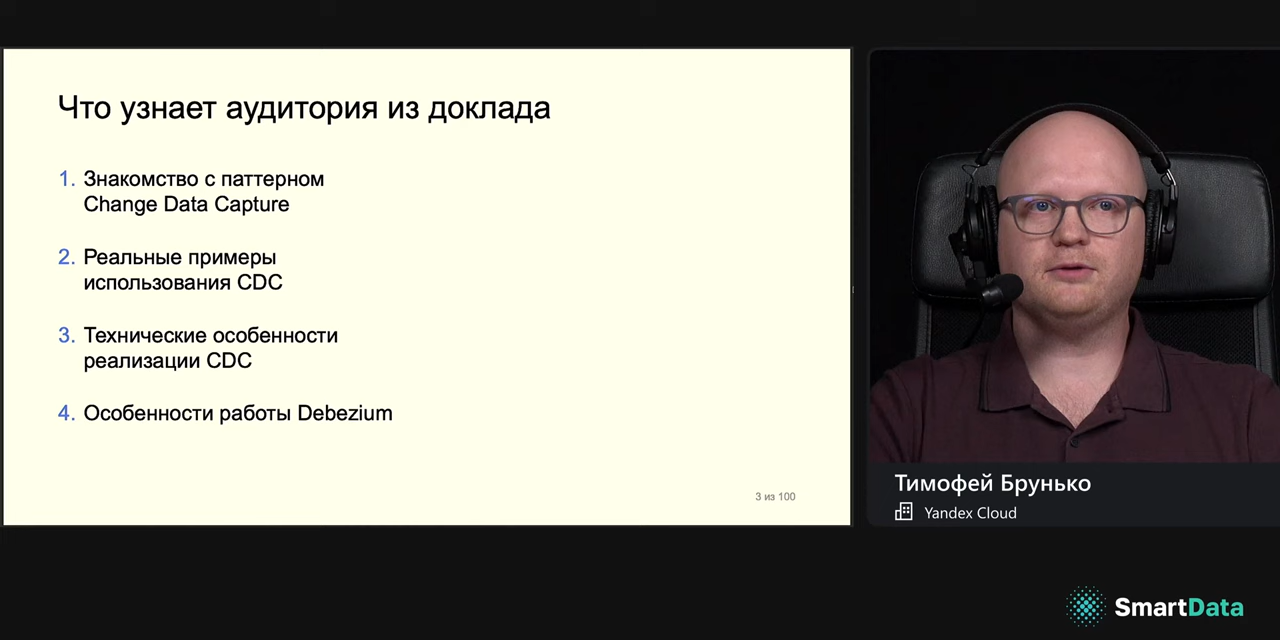 Что узнает аудитория из доклада
1. Знакомство с паттерном
Change Data Capture
2. Реальные примеры
использования CDC
3. Технические особенности
реализации CDC
4. Особенности работы Debezium
3 из 100
Тимофей Брунько
Yandex Cloud
SmartData